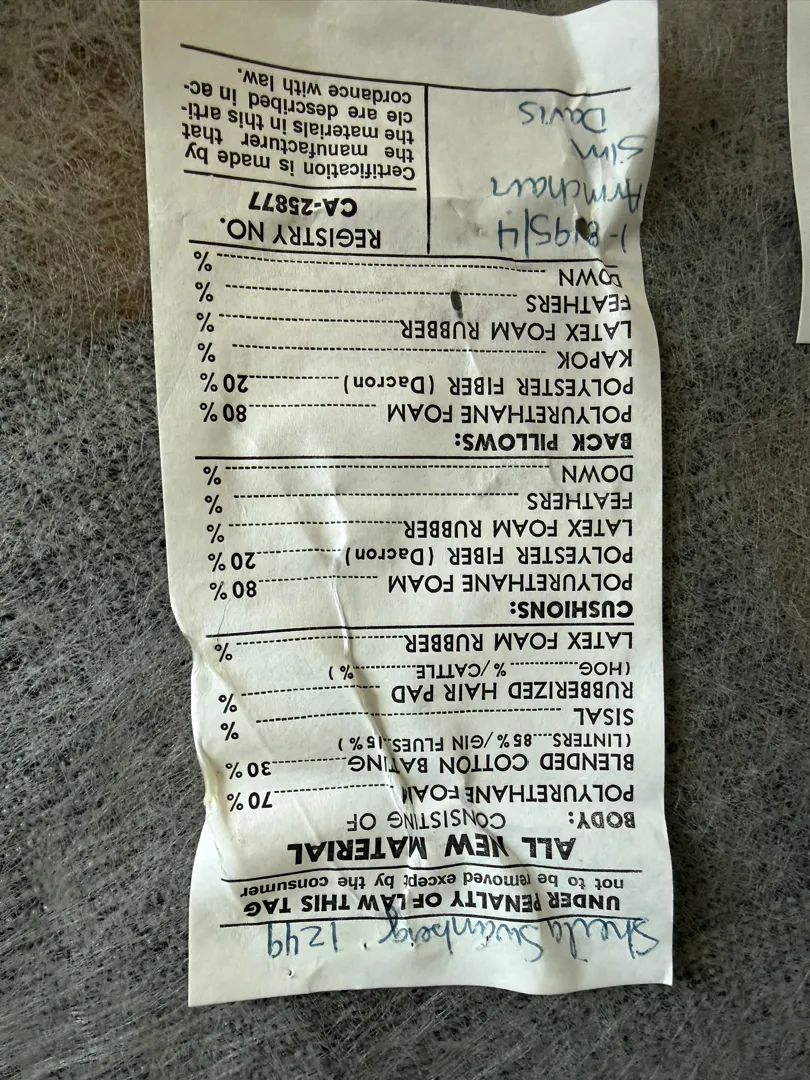 Sheila Swanberg. 1249
UNDER PENALTY OF LAW THIS TAG
not to be removed except by the consumer
ALL NEW MATERIAL
BODY: CONSISTING OF
POLYURETHANE FOAM 70%
BLENDED COTTON BATING 30%
(LINTERS....85%/GIN FLUES..15%)
SISAL %
RUBBERIZED HAIR PAD %
(HOG..........%/CATTLE..........%)
LATEX FOAM RUBBER %
CUSHIONS:
POLYURETHANE FOAM 80%
POLYESTER FIBER (Dacron) 20%
LATEX FOAM RUBBER %
FEATHERS %
DOWN %
BACK PILLOWS:
POLYURETHANE FOAM 80%
POLYESTER FIBER (Dacron) 20%
KAPOK %
LATEX FOAM RUBBER %
FEATHERS %
DOWN %
1-8195/4
Armchair
Sim
Davis
REGISTRY NO.
CA-25877
Certification is made by
the manufacturer that
the materials in this arti-
cle are described in ac-
cordance with law.